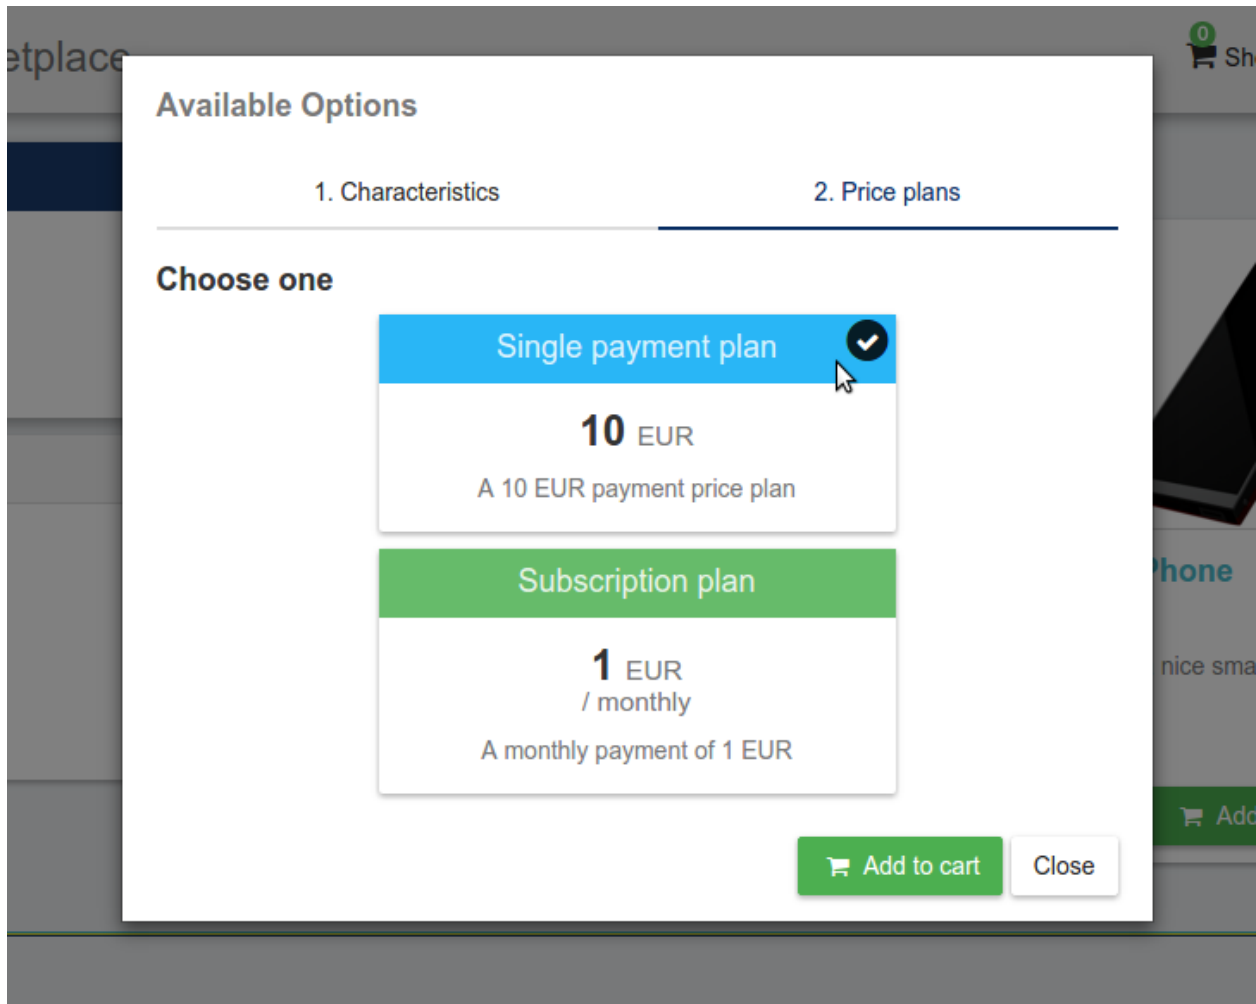 etplace
0
Sh
Available Options
1. Characteristics
2. Price plans
Choose one
Single payment plan
10 EUR
A 10 EUR payment price plan
Subscription plan
1 EUR
/ monthly
A monthly payment of 1 EUR
Add to cart
Close
Phone
nice sma
Add